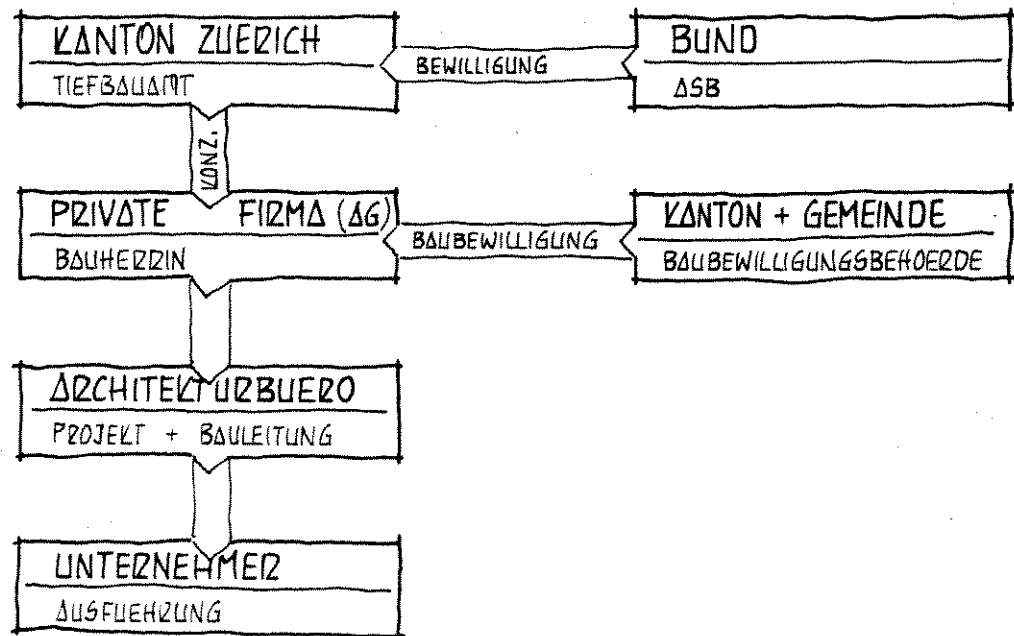 KANTON ZUERICH
TIEFBAUAMT
BEWILLIGUNG
BUND
ASB
KONZ.
PRIVATE FIRMA (AG)
BAUHERRIN
BAUBEWILLIGUNG
KANTON + GEMEINDE
BAUBEWILLIGUNGSBEHOERDE
ARCHITEKTURBUERO
PROJEKT + BAULEITUNG
UNTERNEHMER
AUSFUEHRUNG